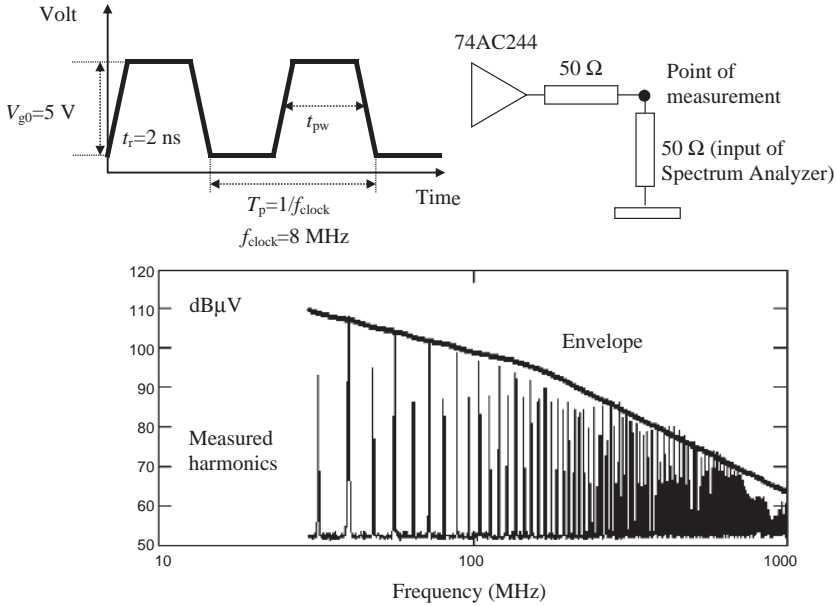 Volt
V_g0=5 V
t_r=2 ns
t_pw
T_p=1/f_clock
f_clock=8 MHz
Time
74AC244
50 Ω
Point of
measurement
50 Ω (input of
Spectrum Analyzer)
120
110
100
90
80
70
60
50
dBμV
Envelope
Measured
harmonics
10
100
1000
Frequency (MHz)